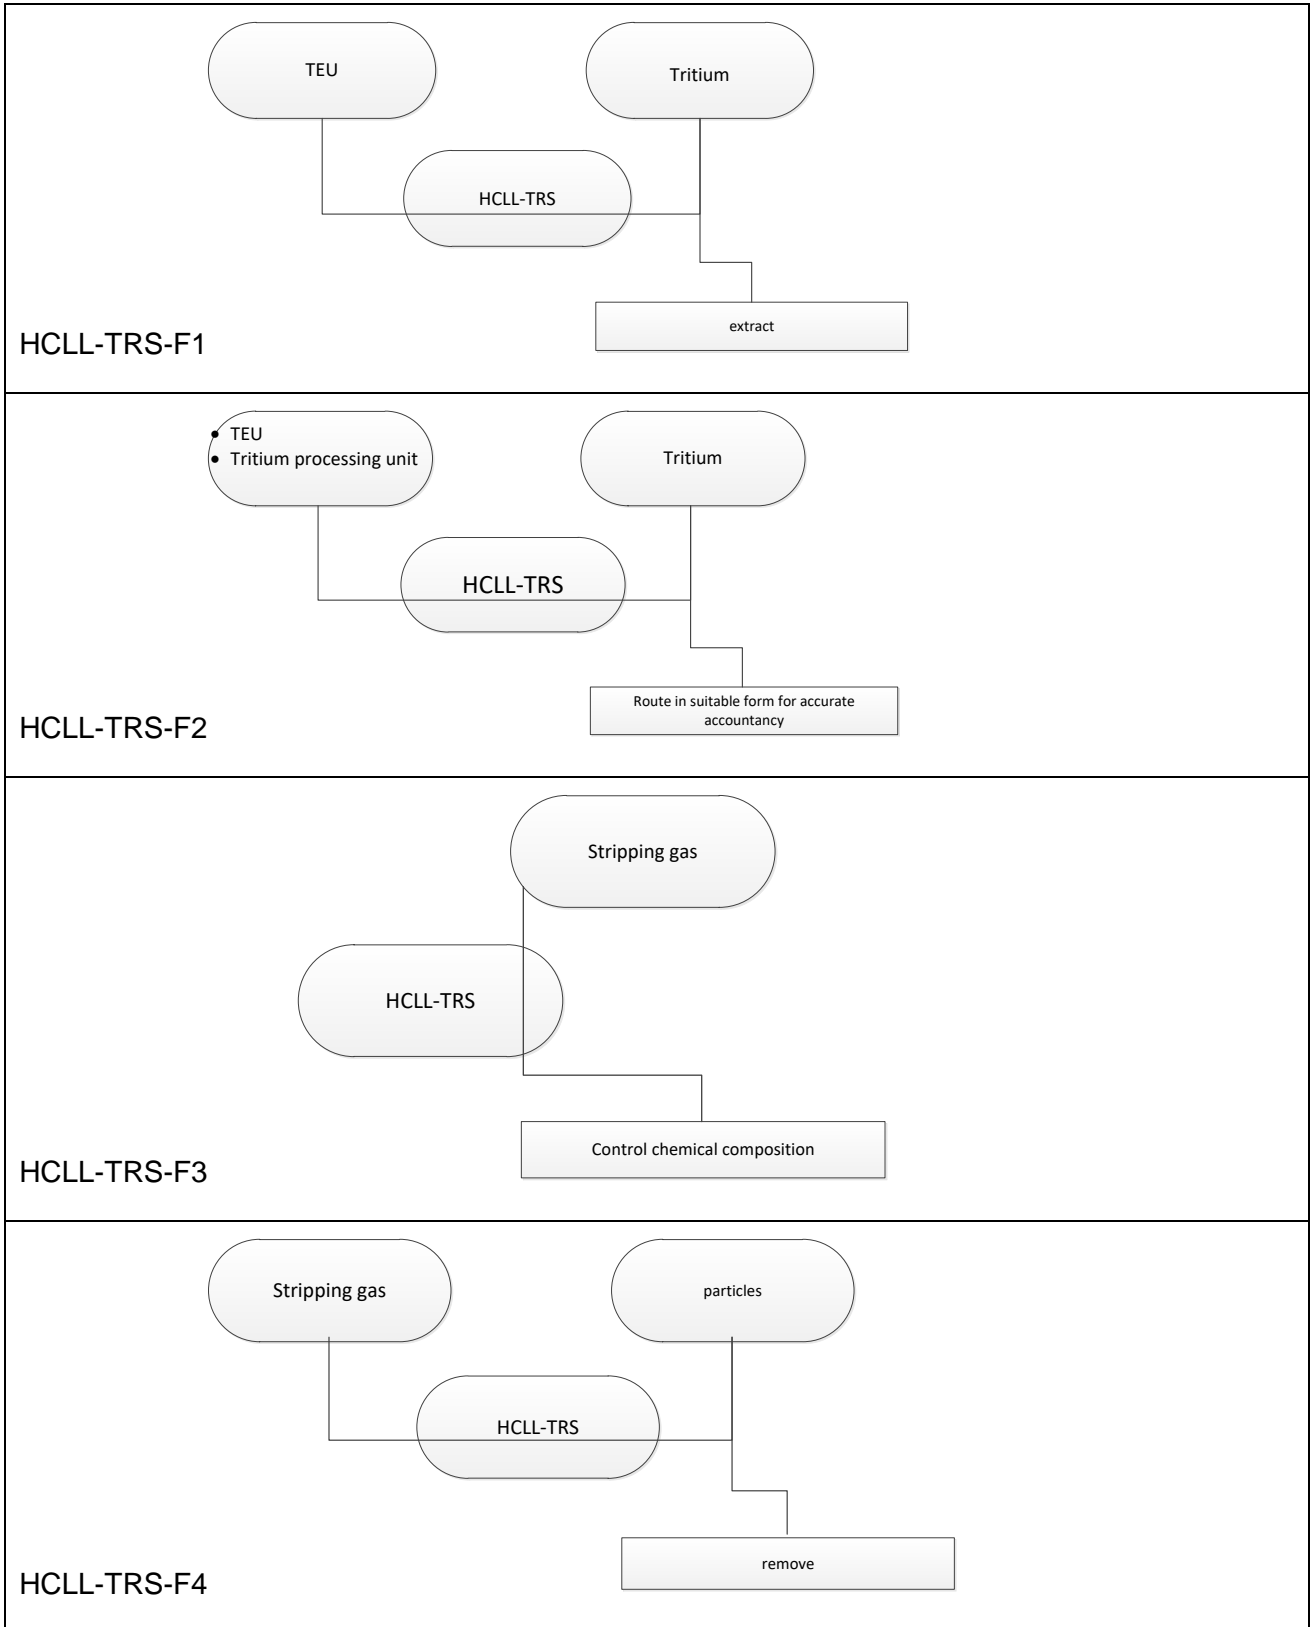 TEU
Tritium
HCLL-TRS
extract
HCLL-TRS-F1
• TEU
• Tritium processing unit
Tritium
HCLL-TRS
Route in suitable form for accurate
accountancy
HCLL-TRS-F2
Stripping gas
HCLL-TRS
Control chemical composition
HCLL-TRS-F3
Stripping gas
particles
HCLL-TRS
remove
HCLL-TRS-F4